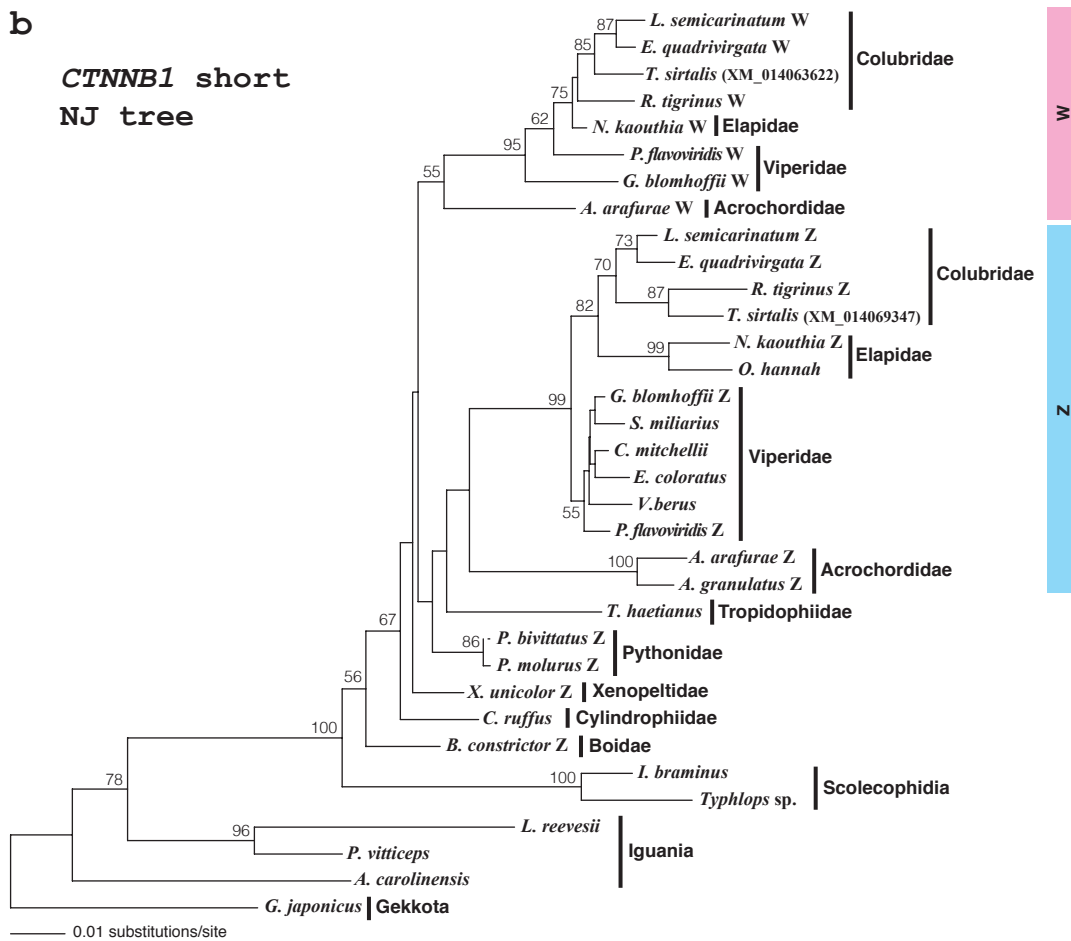 b
CTNNB1 short
NJ tree
87
L. semicarinatum W
85
E. quadrivirgata W
T. sirtalis (XM_014063622)
Colubridae
75
R. tigrinus W
62
N. kaouthia W
Elapidae
95
P. flavoviridis W
Viperidae
G. blomhoffii W
55
A. arafurae W
Acrochordidae
W
73
L. semicarinatum Z
70
E. quadrivirgata Z
Colubridae
87
R. tigrinus Z
82
T. sirtalis (XM_014069347)
99
N. kaouthia Z
Elapidae
O. hannah
99
G. blomhoffii Z
S. miliarius
C. mitchellii
Viperidae
E. coloratus
V.berus
55
P. flavoviridis Z
100
A. arafurae Z
Acrochordidae
A. granulatus Z
Z
T. haetianus
Tropidophiidae
67
86
P. bivittatus Z
Pythonidae
P. molurus Z
56
X. unicolor Z
Xenopeltidae
C. ruffus
Cylindrophiidae
100
B. constrictor Z
Boidae
100
I. braminus
Scolecophidia
Typhlops sp.
78
96
L. reevesii
P. vitticeps
Iguania
A. carolinensis
G. japonicus
Gekkota
0.01 substitutions/site